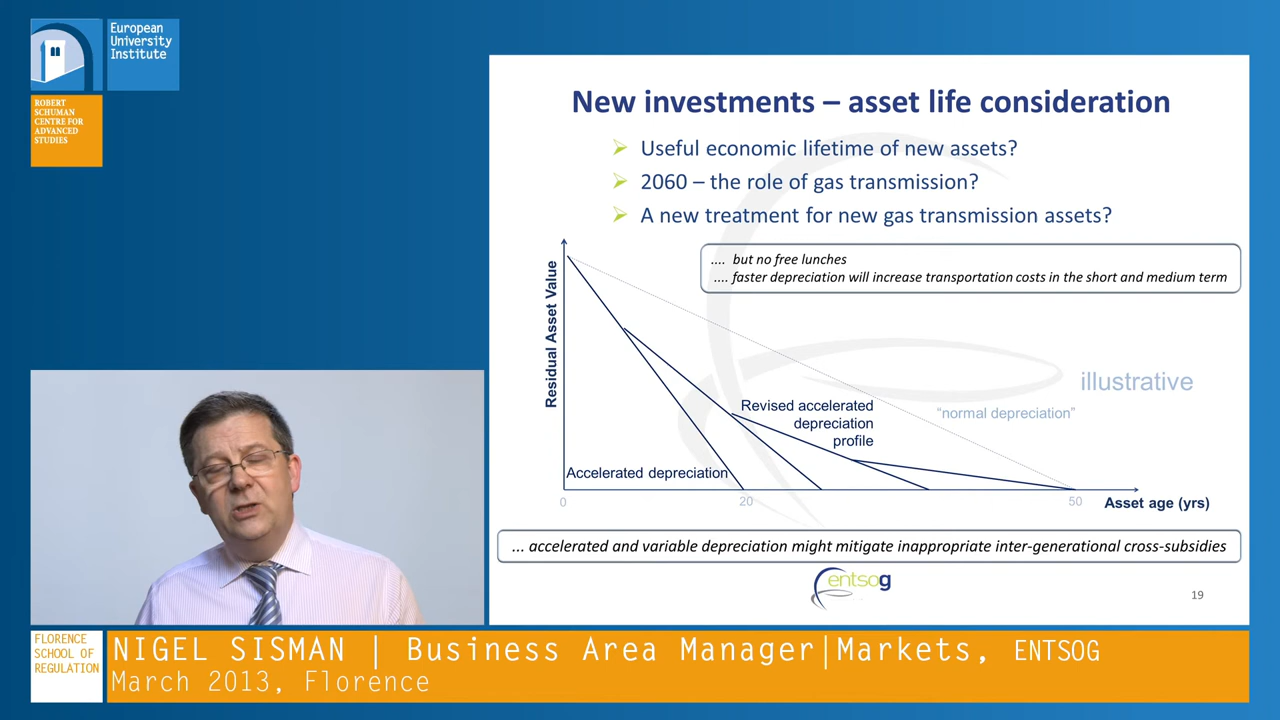 European
University
Institute
ROBERT
SCHUMAN
CENTRE FOR
ADVANCED
STUDIES
New investments – asset life consideration
Useful economic lifetime of new assets?
2060 – the role of gas transmission?
A new treatment for new gas transmission assets?
.... but no free lunches
.... faster depreciation will increase transportation costs in the short and medium term
Residual Asset Value
illustrative
Revised accelerated
depreciation
profile
"normal depreciation"
Accelerated depreciation
0
20
50
Asset age (yrs)
... accelerated and variable depreciation might mitigate inappropriate inter-generational cross-subsidies
entsog
19
FLORENCE
SCHOOL OF
REGULATION
NIGEL SISMAN | Business Area Manager|Markets, ENTSOG
March 2013, Florence